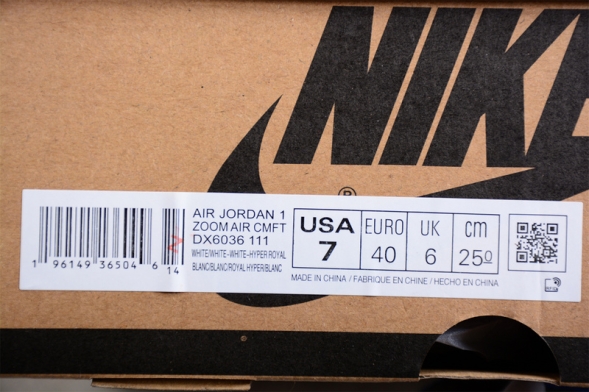 NIKE
®
AIR JORDAN 1
ZOOM AIR CMFT
DX6036 111
WHITE/WHITE-WHITE-HYPER ROYAL
BLANC/BLANC/ROYAL HYPER/BLANC
USA
7
EURO
40
UK
6
cm
25⁰
MADE IN CHINA / FABRIQUE EN CHINE / HECHO EN CHINA
1 96149 36504 6 14